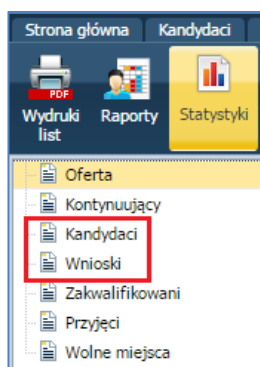 Strona główna Kandydaci
PDF
Wydruki list Raporty Statystyki
Oferta
Kontynuujący
Kandydaci
Wnioski
Zakwalifikowani
Przyjęci
Wolne miejsca